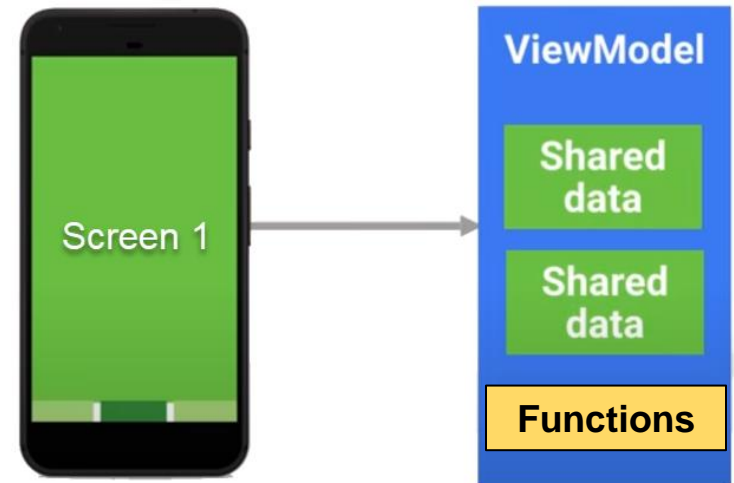 ViewModel
Shared
data
Screen 1
Shared
data
Functions